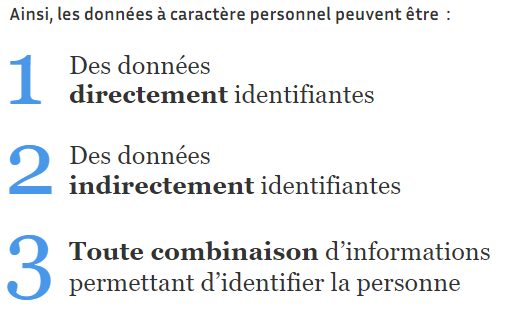 Ainsi, les données à caractère personnel peuvent être :
1 Des données
directement identifiantes
2 Des données
indirectement identifiantes
3 Toute combinaison d’informations
permettant d’identifier la personne